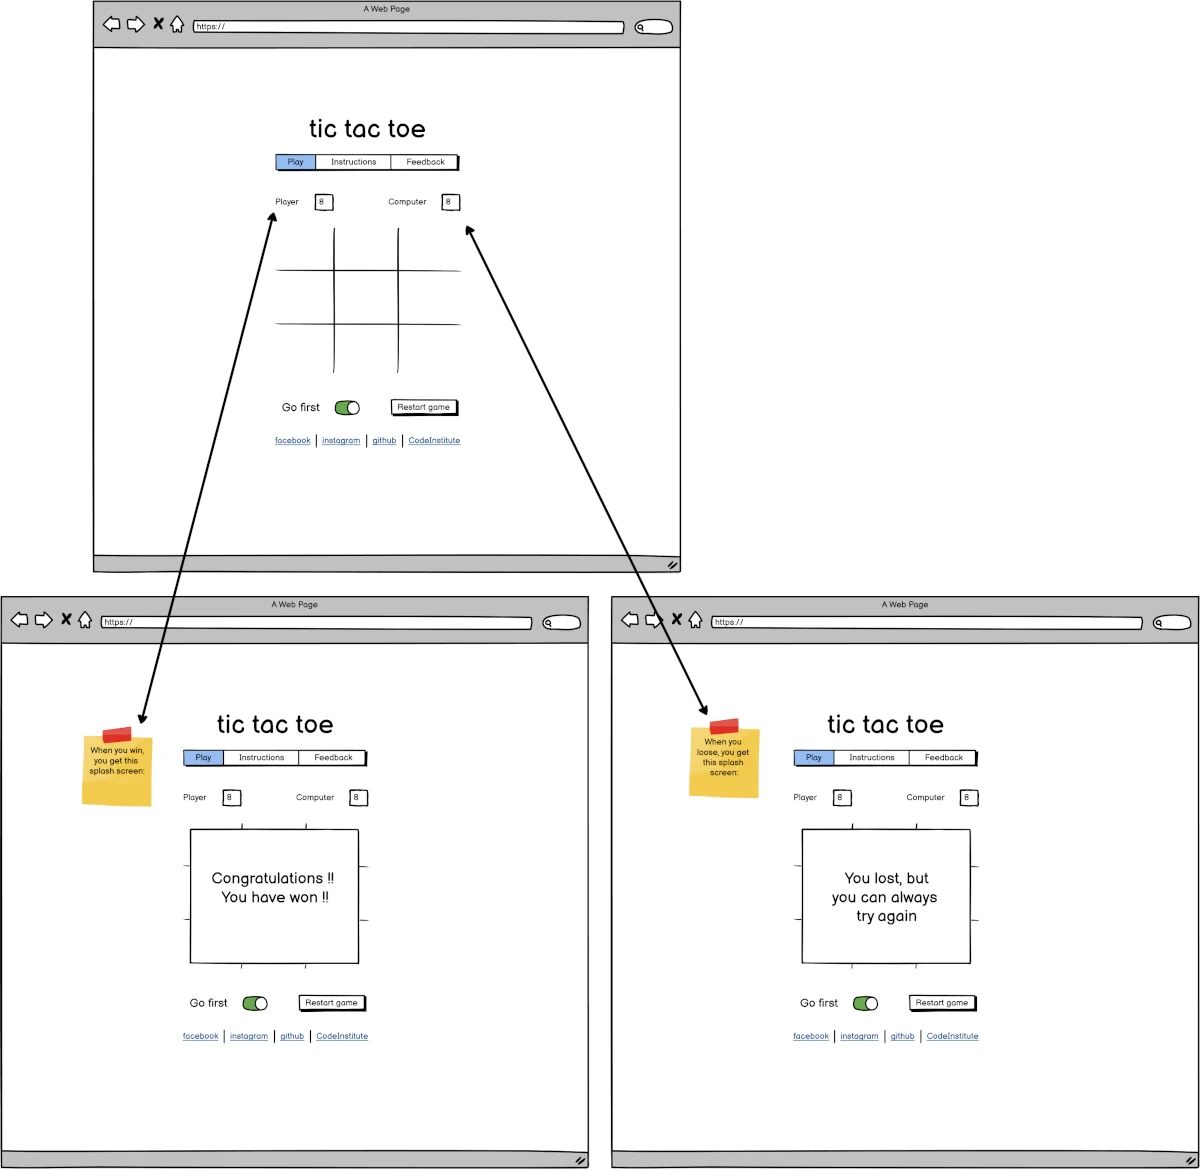 A Web Page
https://
tic tac toe
Play Instructions Feedback
Player 8 Computer 8
Go first Restart game
facebook instagram github CodeInstitute
A Web Page
https://
tic tac toe
When you win,
you get this
splash screen:
Play Instructions Feedback
Player 8 Computer 8
Congratulations !!
You have won !!
Go first Restart game
facebook instagram github CodeInstitute
A Web Page
https://
tic tac toe
When you
loose, you get
this splash
screen:
Play Instructions Feedback
Player 8 Computer 8
You lost, but
you can always
try again
Go first Restart game
facebook instagram github CodeInstitute